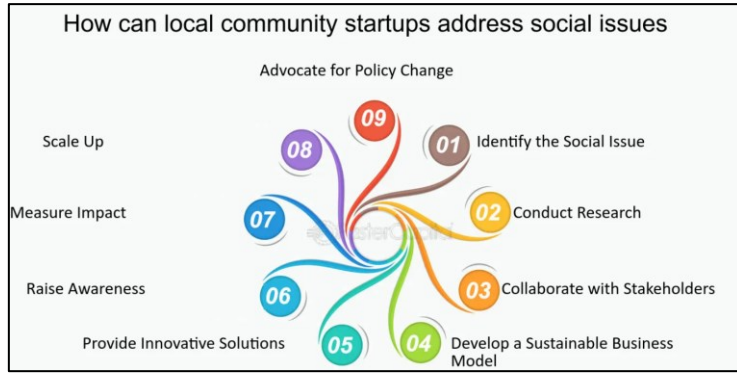 How can local community startups address social issues
Advocate for Policy Change
09
08
01
Scale Up
Identify the Social Issue
07
02
Measure Impact
Conduct Research
06
03
Raise Awareness
Collaborate with Stakeholders
05
04
Provide Innovative Solutions
Develop a Sustainable Business
Model